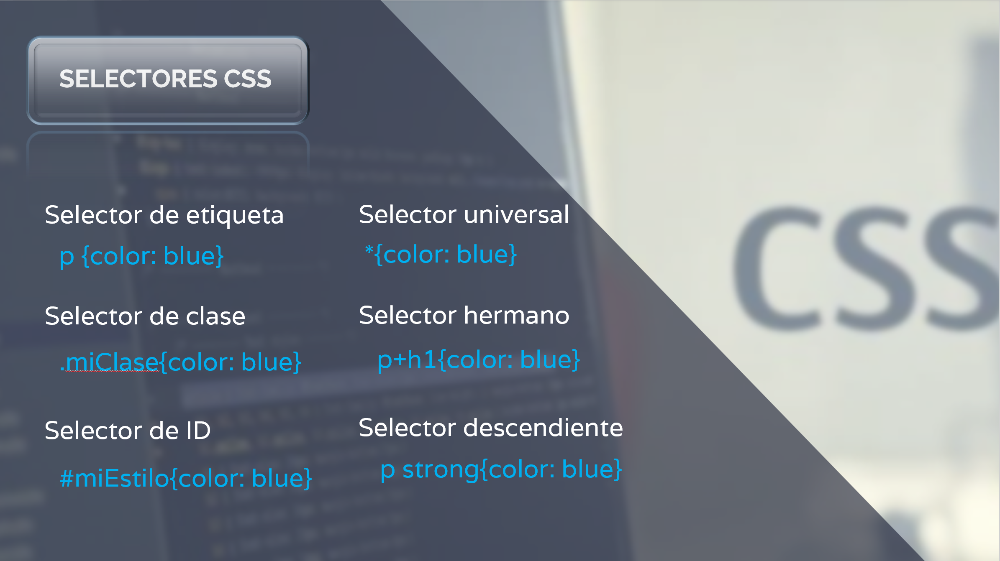 SELECTORES CSS
Selector de etiqueta
p {color: blue}
Selector de clase
.miClase{color: blue}
Selector de ID
#miEstilo{color: blue}
Selector universal
*{color: blue}
Selector hermano
p+h1{color: blue}
Selector descendiente
p strong{color: blue}
CSS